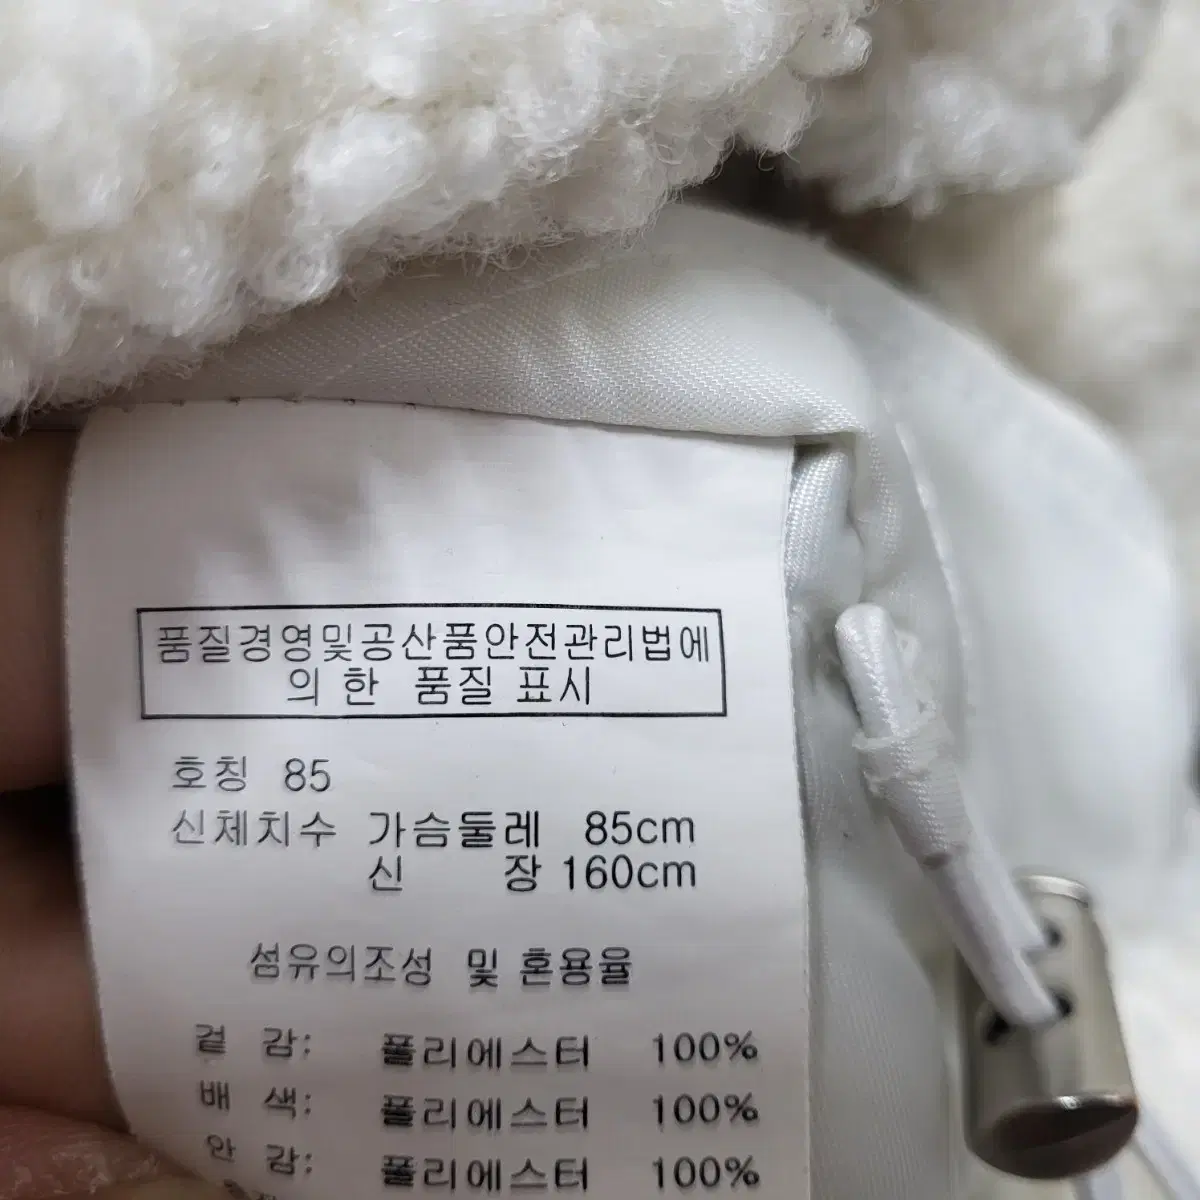 품질경영및공산품안전관리법에
의 한 품질 표시
호칭 85
신체치수 가슴둘레 85cm
신 장 160cm
섬유의조성 및 혼용율
겉 감: 폴리에스터 100%
배 색: 폴리에스터 100%
안 감: 폴리에스터 100%